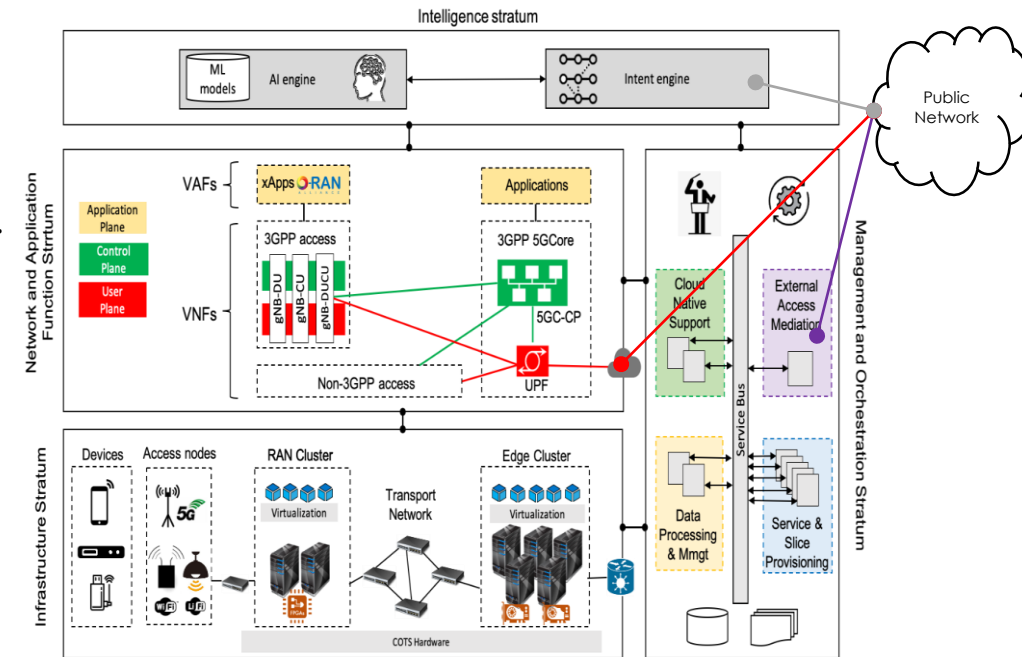 Intelligence stratum
ML
models
AI engine
Intent engine
Public
Network
Network and Application
Function Strtum
VAFs
xApps O-RAN
ALLIANCE
Applications
Application
Plane
Control
Plane
User
Plane
VNFs
3GPP access
gNB-DU
gNB-CU
gNB-DUCU
3GPP 5GCore
5GC-CP
UPF
Non-3GPP access
Management and Orchestration Stratum
Cloud
Native
Support
External
Access
Mediation
Service Bus
Data
Processing
& Mmgt
Service &
Slice
Provisioning
Infrastructure Stratum
Devices
Access nodes
5G
WiFi
LiFi
RAN Cluster
Virtualization
FPGAs
Transport
Network
Edge Cluster
Virtualization
COTS Hardware